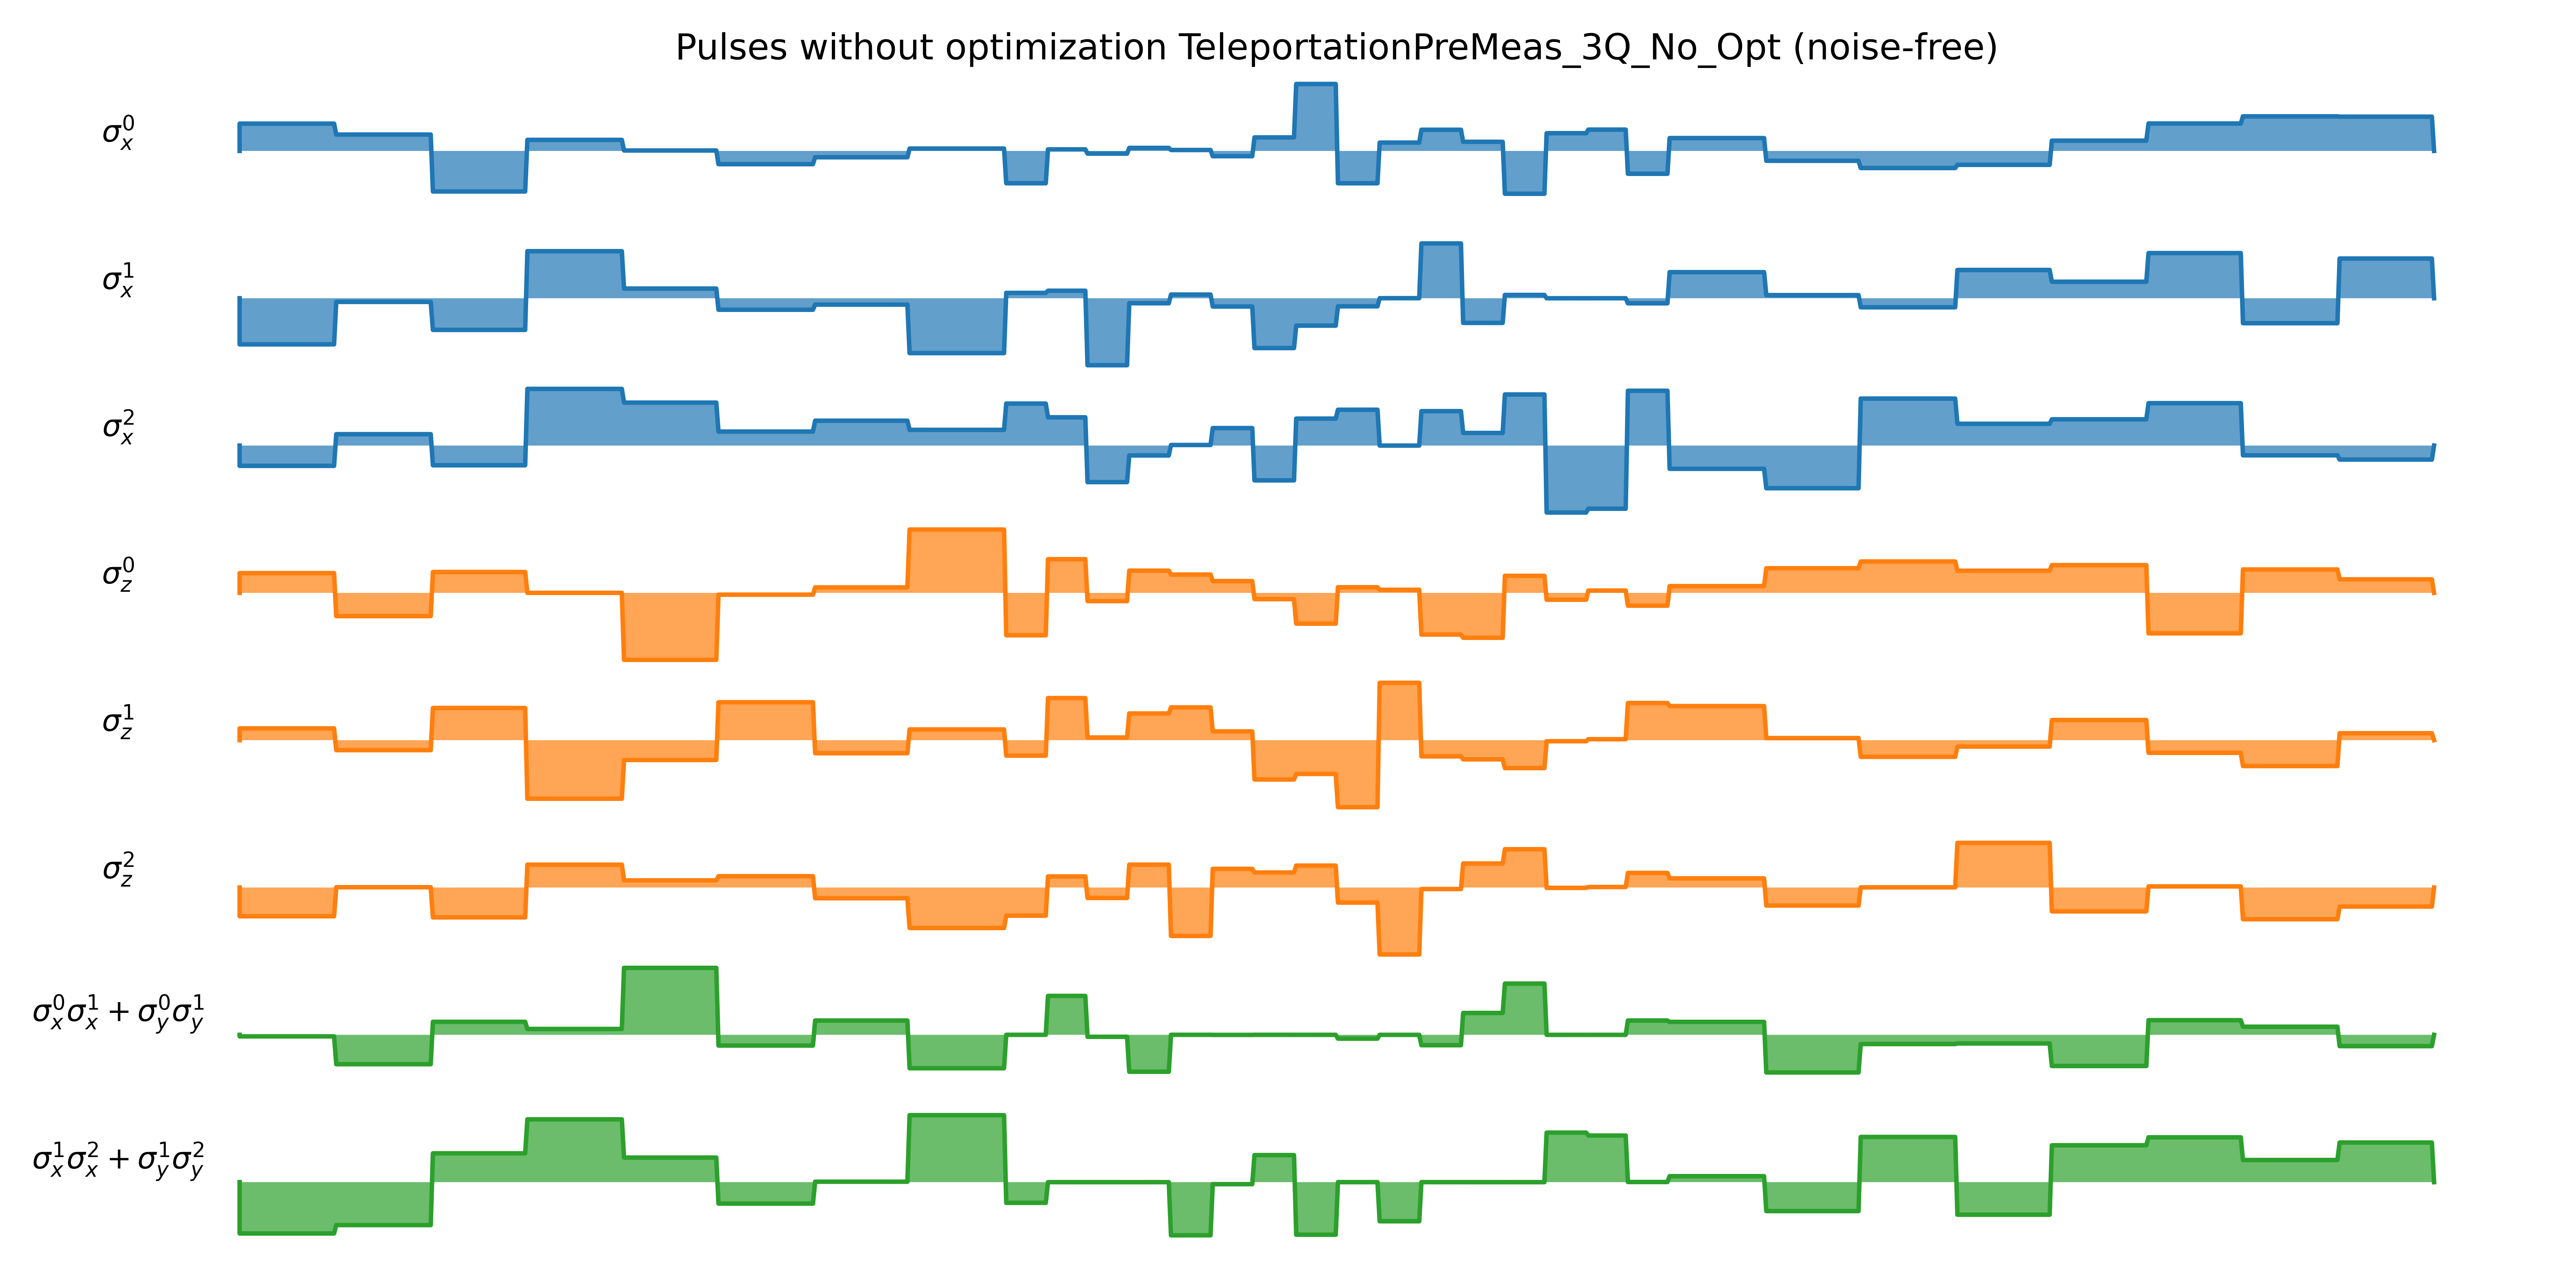 Pulses without optimization TeleportationPreMeas_3Q_No_Opt (noise-free)
σ_x^0
σ_x^1
σ_x^2
σ_z^0
σ_z^1
σ_z^2
σ_x^0σ_x^1 + σ_y^0σ_y^1
σ_x^1σ_x^2 + σ_y^1σ_y^2